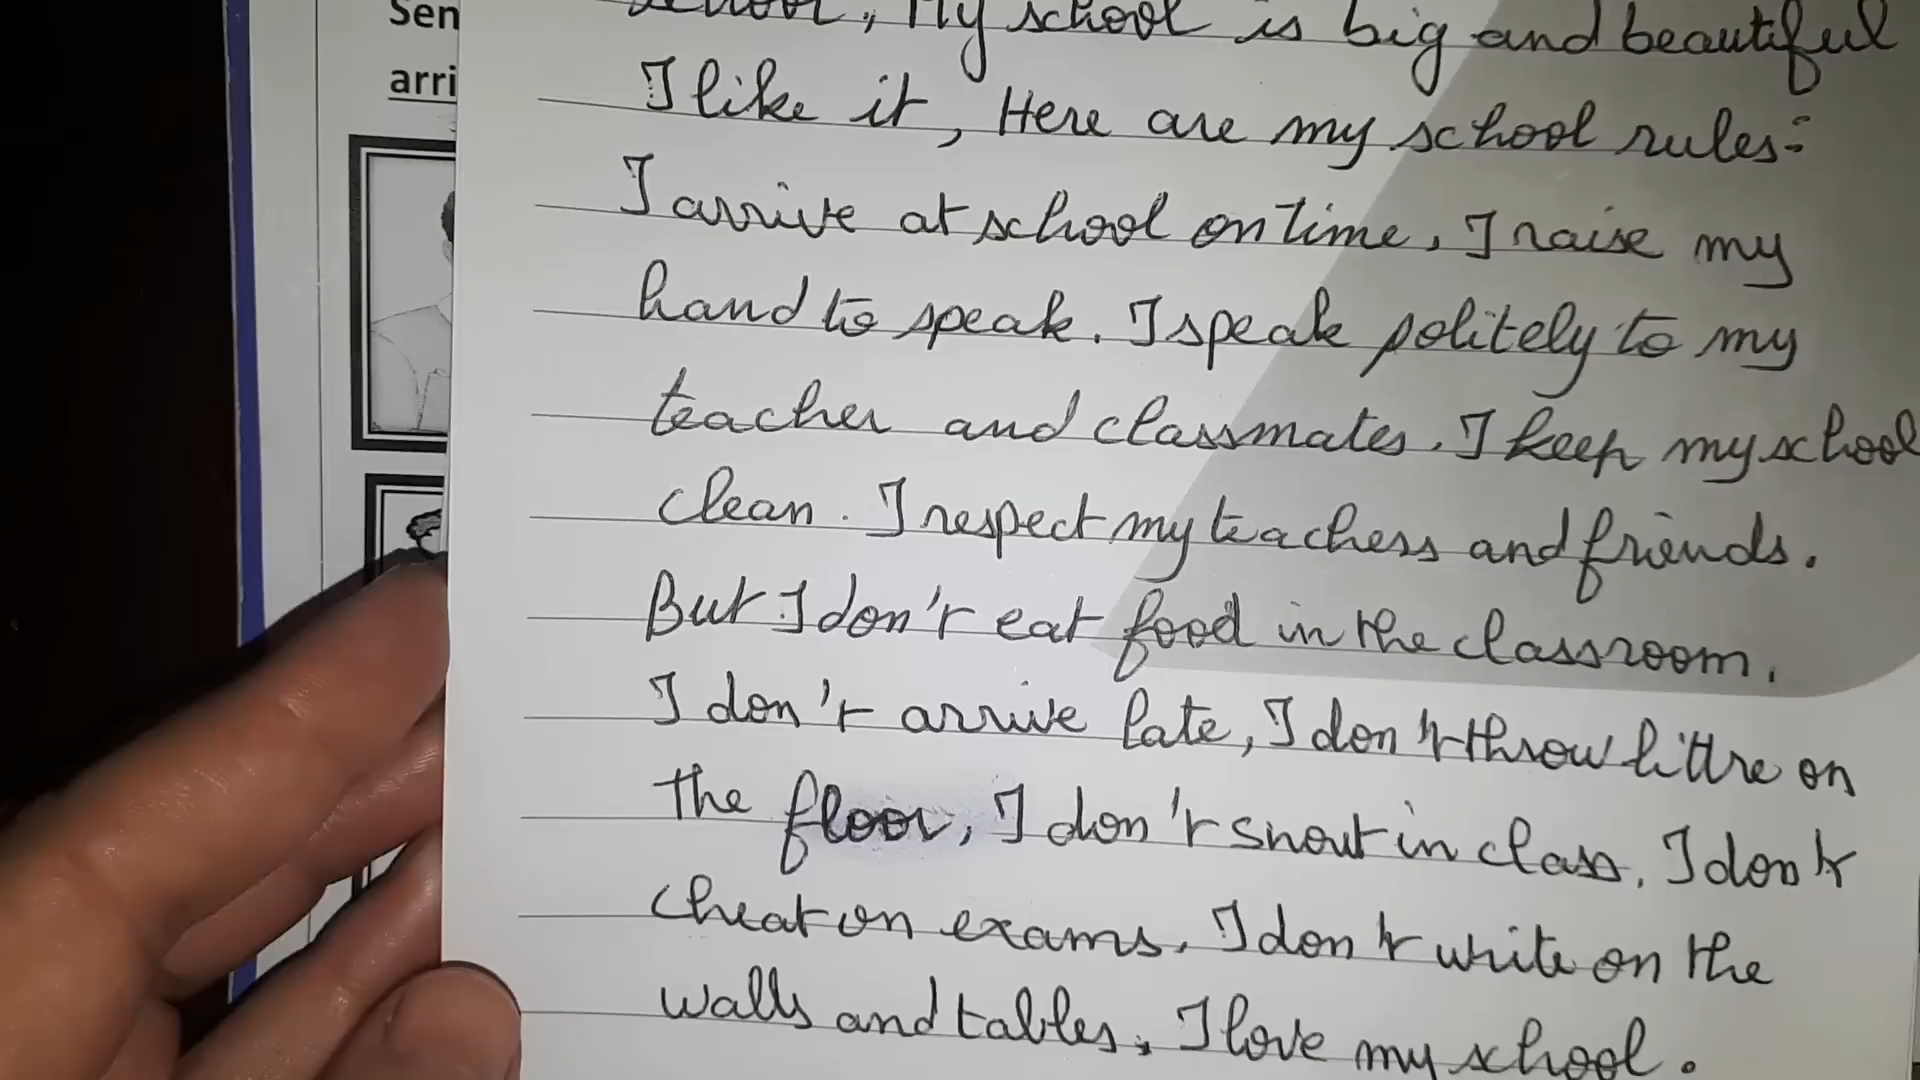 Sen
arri
school, My school is big and beautiful
I like it, Here are my school rules:
I arrive at school on time, I raise my
hand to speak. I speak politely to my
teacher and classmates. I keep my school
clean. I respect my teachers and friends.
But I don't eat food in the classroom.
I don't arrive late, I don't throw littre on
the floor, I don't shout in class, I don't
cheat on exams, I don't write on the
walls and tables, I love my school.